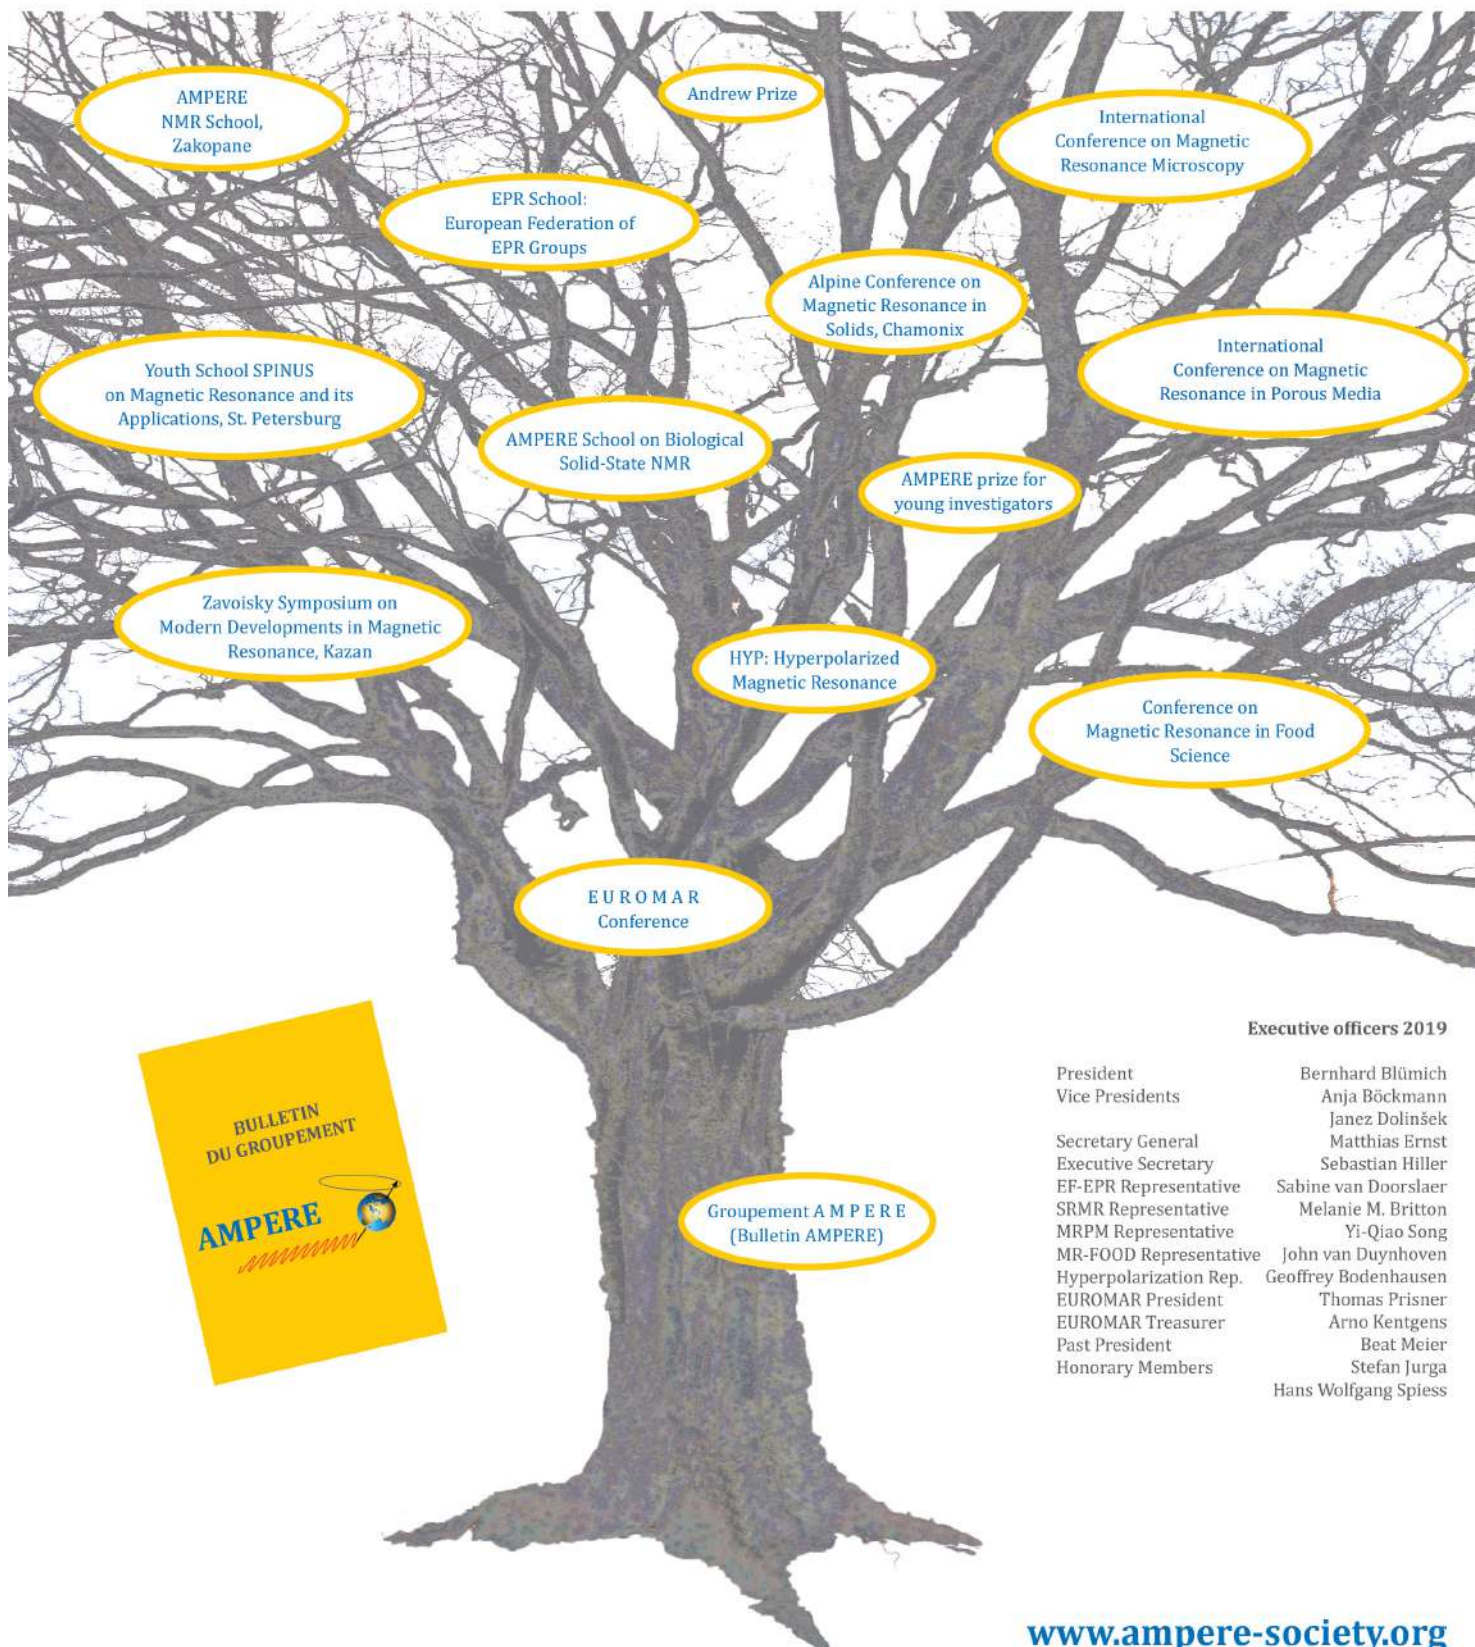 AMPERE
NMR School,
Zakopane
Andrew Prize
International
Conference on Magnetic
Resonance Microscopy
EPR School:
European Federation of
EPR Groups
Alpine Conference on
Magnetic Resonance in
Solids, Chamonix
Youth School SPINUS
on Magnetic Resonance and its
Applications, St. Petersburg
International
Conference on Magnetic
Resonance in Porous Media
AMPERE School on Biological
Solid-State NMR
AMPERE prize for
young investigators
Zavoisky Symposium on
Modern Developments in Magnetic
Resonance, Kazan
HYP: Hyperpolarized
Magnetic Resonance
Conference on
Magnetic Resonance in Food
Science
E U R O M A R
Conference
BULLETIN
DU GROUPEMENT
AMPERE
Groupement A M P E R E
(Bulletin AMPERE)
Executive officers 2019
President Bernhard Blümich
Vice Presidents Anja Böckmann
Janez Dolinšek
Secretary General Matthias Ernst
Executive Secretary Sebastian Hiller
EF-EPR Representative Sabine van Doorslaer
SRMR Representative Melanie M. Britton
MRPM Representative Yi-Qiao Song
MR-FOOD Representative John van Duynhoven
Hyperpolarization Rep. Geoffrey Bodenhausen
EUROMAR President Thomas Prisner
EUROMAR Treasurer Arno Kentgens
Past President Beat Meier
Honorary Members Stefan Jurga
Hans Wolfgang Spiess
www.ampere-society.org